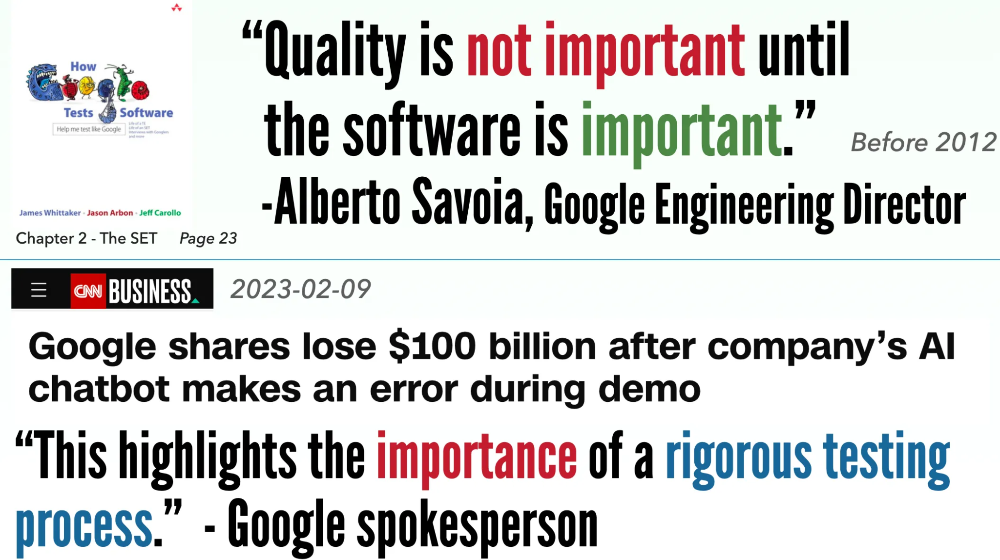 “Quality is not important until
the software is important.”
Before 2012
-Alberto Savoia, Google Engineering Director
How
Google
Tests Software
Help me test like Google
Life of a TE
Life of an SET
Interviews with Googlers
and more
James Whittaker • Jason Arbon • Jeff Carollo
Chapter 2 - The SET Page 23
CNN BUSINESS
2023-02-09
Google shares lose $100 billion after company’s AI
chatbot makes an error during demo
“This highlights the importance of a rigorous testing
process.” - Google spokesperson